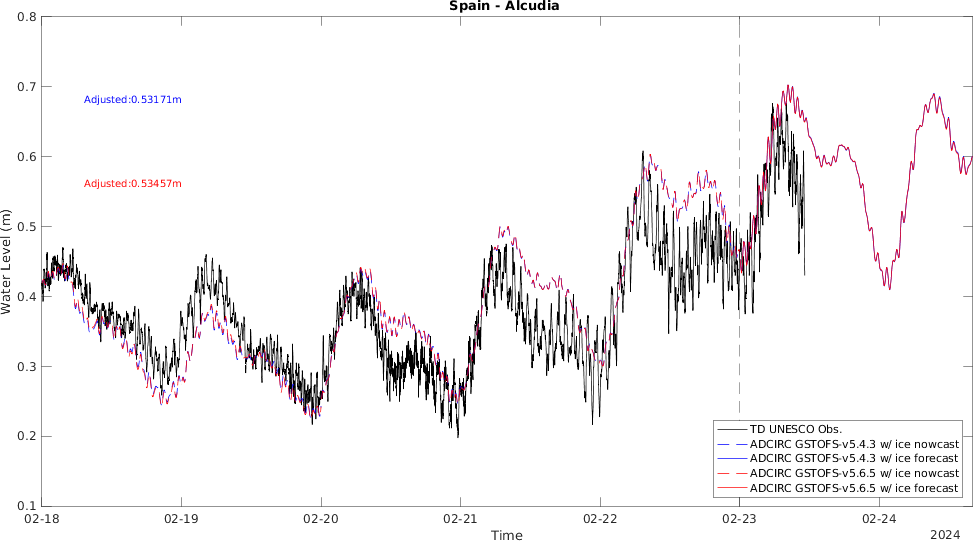 Spain - Alcudia
0.8
0.7
0.6
0.5
0.4
0.3
0.2
0.1
Water Level (m)
Adjusted:0.53171m
Adjusted:0.53457m
TD UNESCO Obs.
ADCIRC GSTOFS-v5.4.3 w/ ice nowcast
ADCIRC GSTOFS-v5.4.3 w/ ice forecast
ADCIRC GSTOFS-v5.6.5 w/ ice nowcast
ADCIRC GSTOFS-v5.6.5 w/ ice forecast
02-18 02-19 02-20 02-21 02-22 02-23 02-24
Time
2024